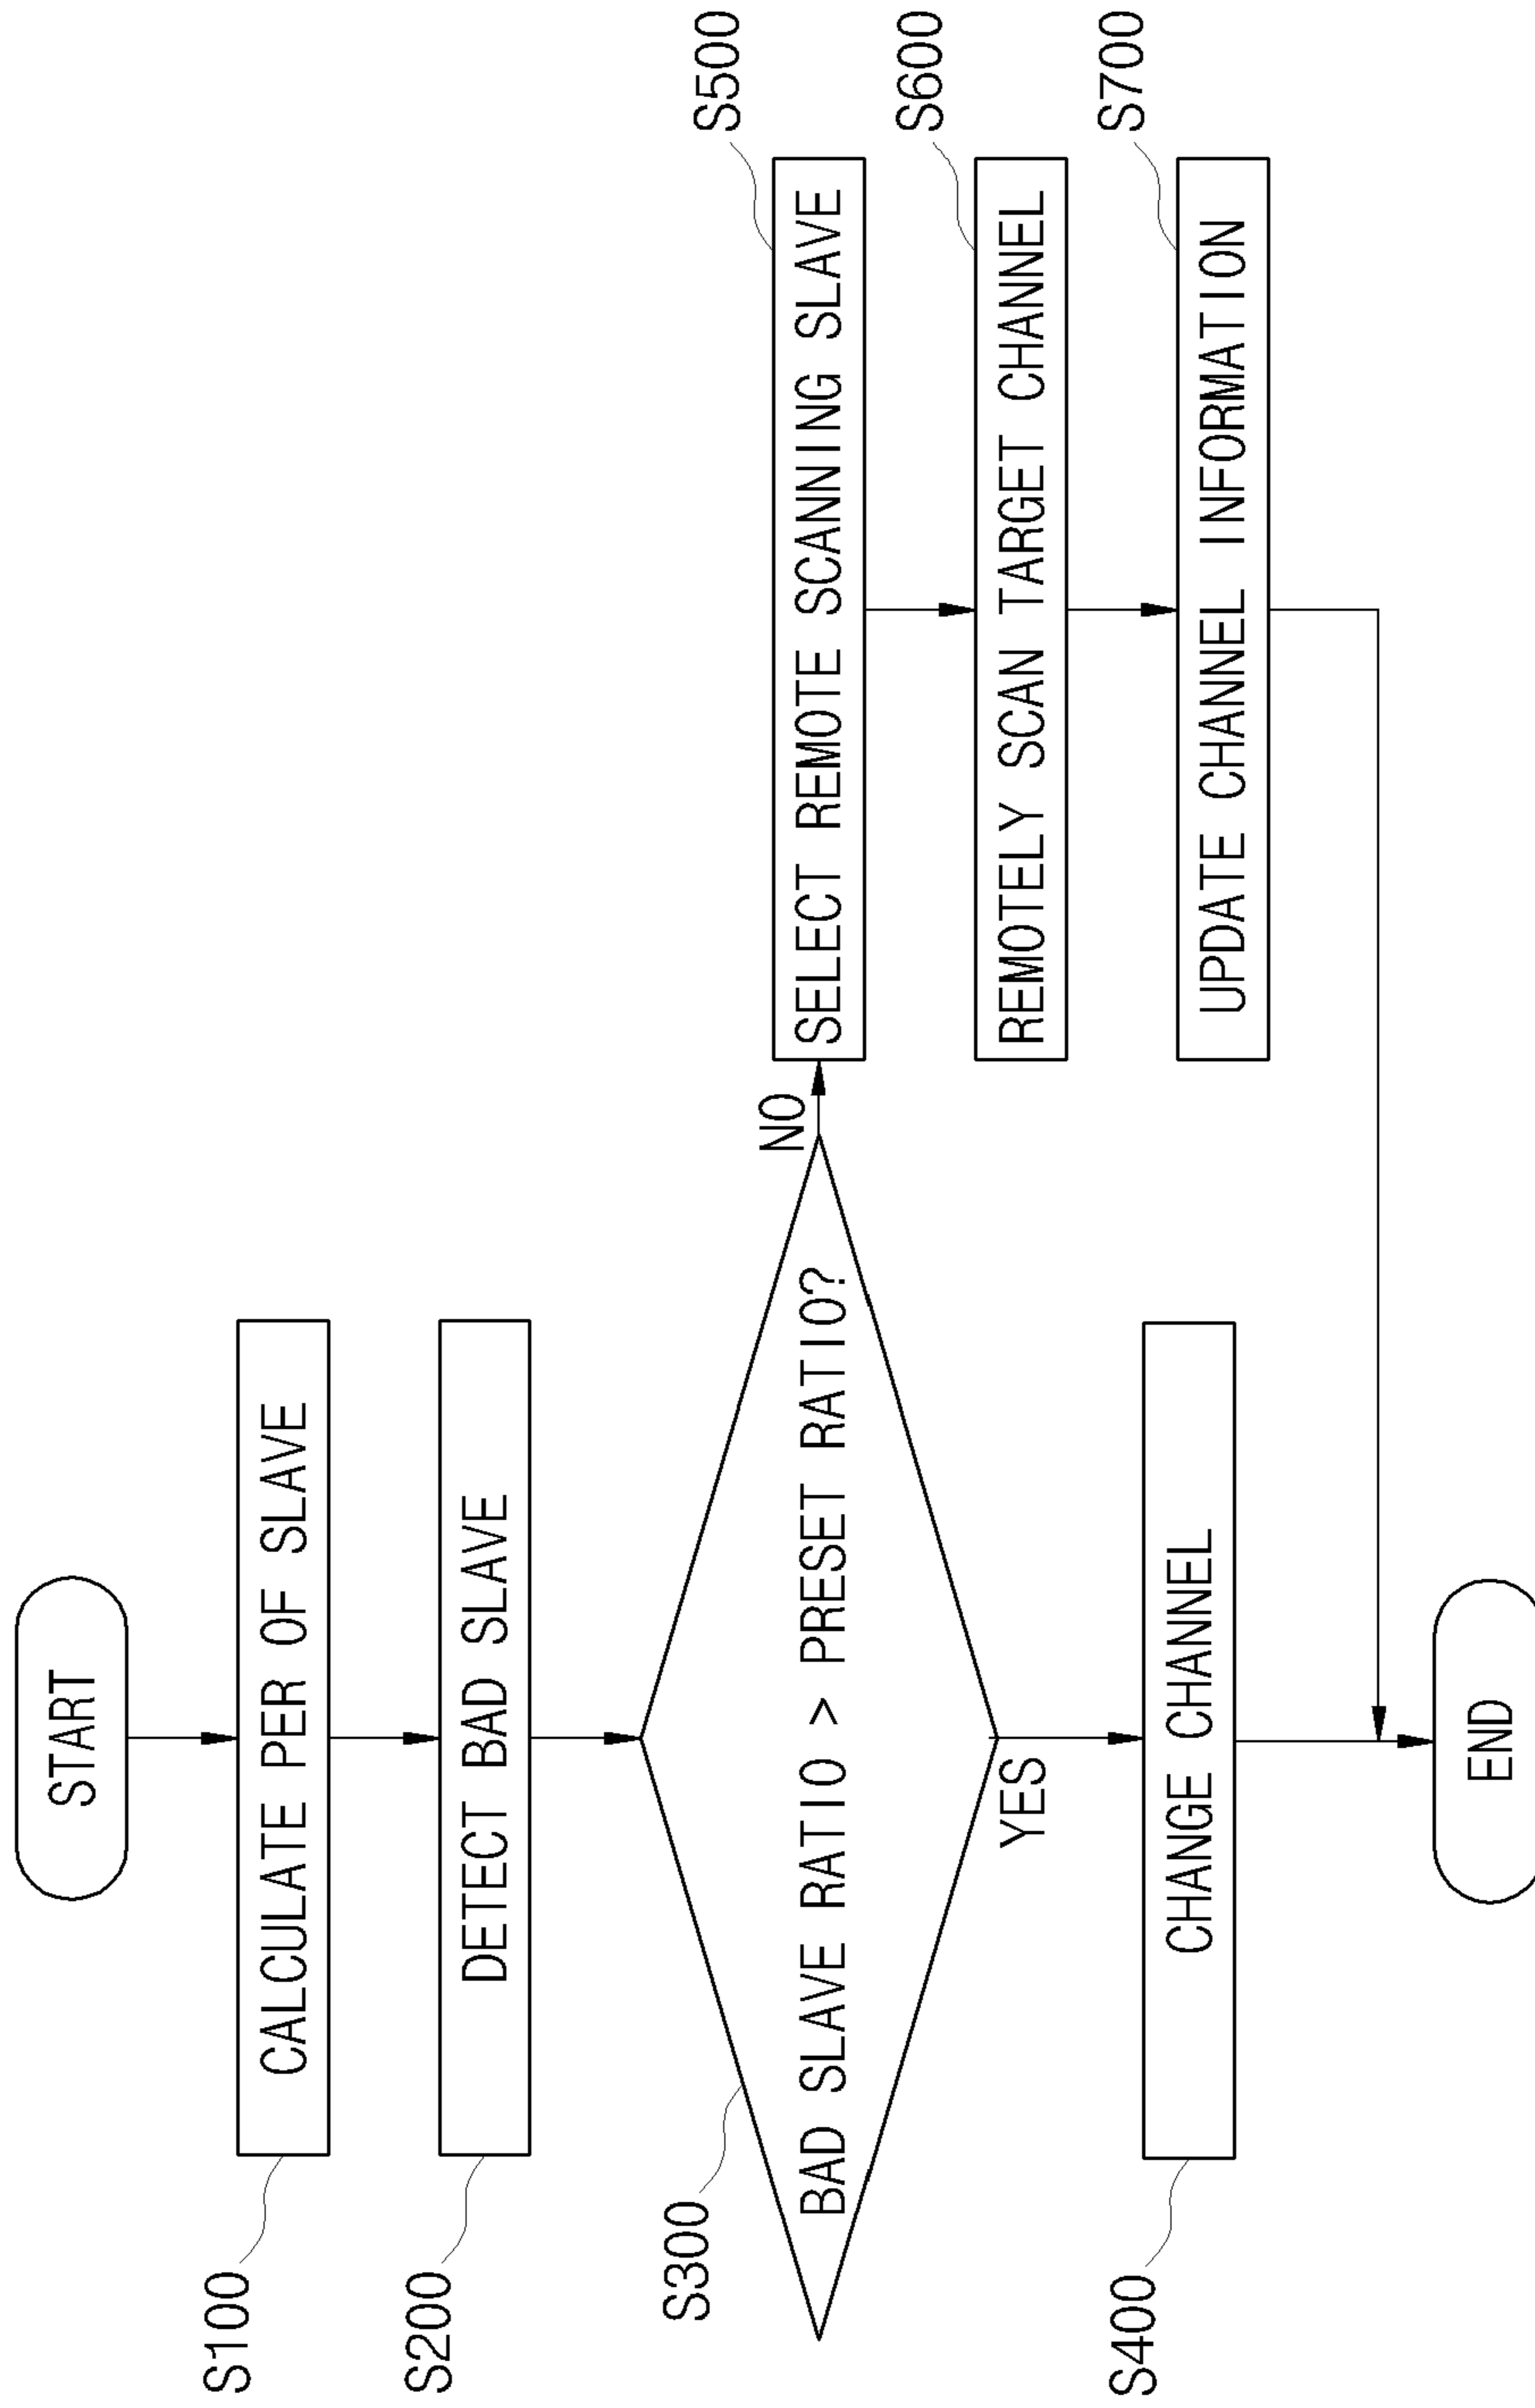 START
S100
CALCULATE PER OF SLAVE
S200
DETECT BAD SLAVE
S300
BAD SLAVE RATIO > PRESET RATIO?
NO
YES
S400
CHANGE CHANNEL
S500
SELECT REMOTE SCANNING SLAVE
S600
REMOTELY SCAN TARGET CHANNEL
S700
UPDATE CHANNEL INFORMATION
END